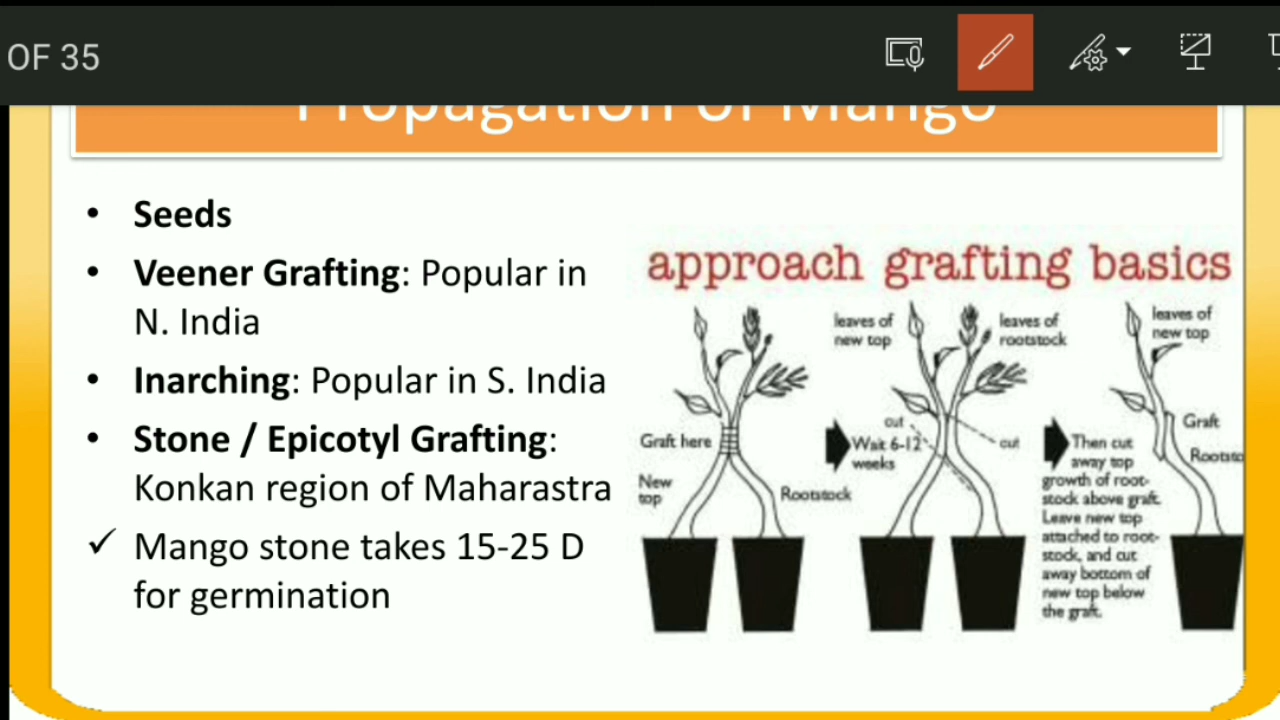 OF 35
Propagation of Mango
• Seeds
• Veener Grafting: Popular in
N. India
• Inarching: Popular in S. India
• Stone / Epicotyl Grafting:
Konkan region of Maharastra
✓ Mango stone takes 15-25 D
for germination
approach grafting basics
Graft here
New
top
Rootstock
leaves of
new top
leaves of
rootstock
cut
cut
Wait 6-12
weeks
leaves of
new top
Graft
Then cut
away top
growth of root-
stock above graft.
Leave new top
attached to root-
stock, and cut
away bottom of
new top below
the graft.
Rootsto